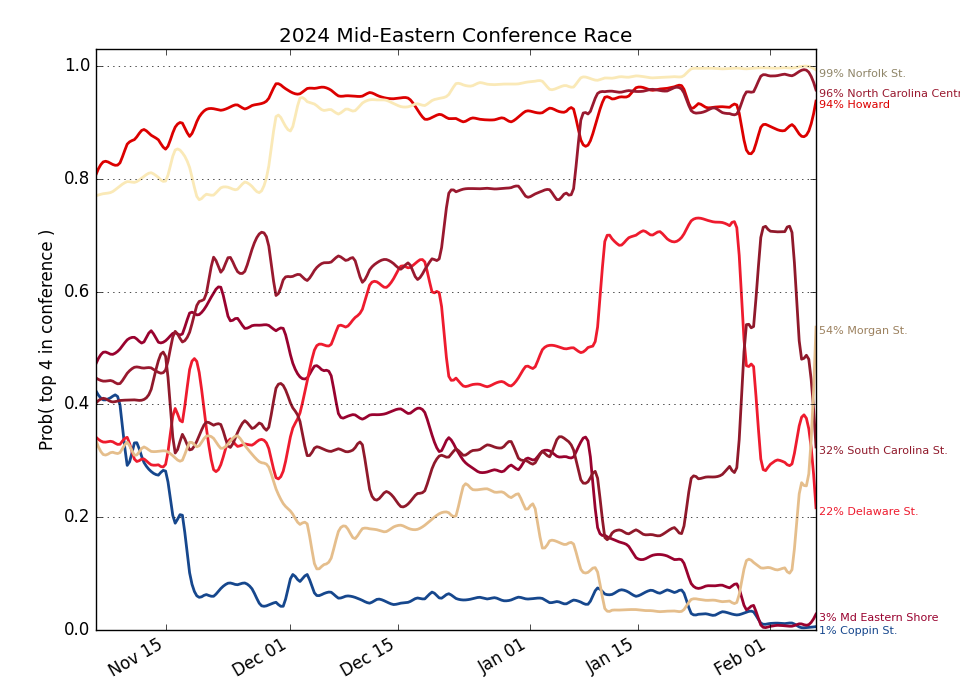 2024 Mid-Eastern Conference Race
Prob( top 4 in conference )
1.0
0.8
0.6
0.4
0.2
0.0
Nov 15
Dec 01
Dec 15
Jan 01
Jan 15
Feb 01
99% Norfolk St.
96% North Carolina Centr
94% Howard
54% Morgan St.
32% South Carolina St.
22% Delaware St.
3% Md Eastern Shore
1% Coppin St.